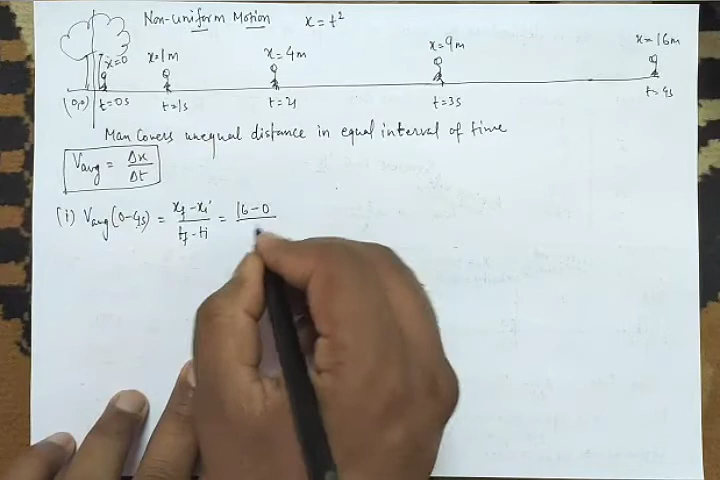 Non-uniform Motion x = t²
x=0 x=1m x=4m x=9m x=16m
(0,0) t=0s t=1s t=2s t=3s t=4s
Man Covers unequal distance in equal interval of time
Vavg = Δx/Δt
(i) Vavg (0-4s) = xf - xi / tf - ti = 16-0